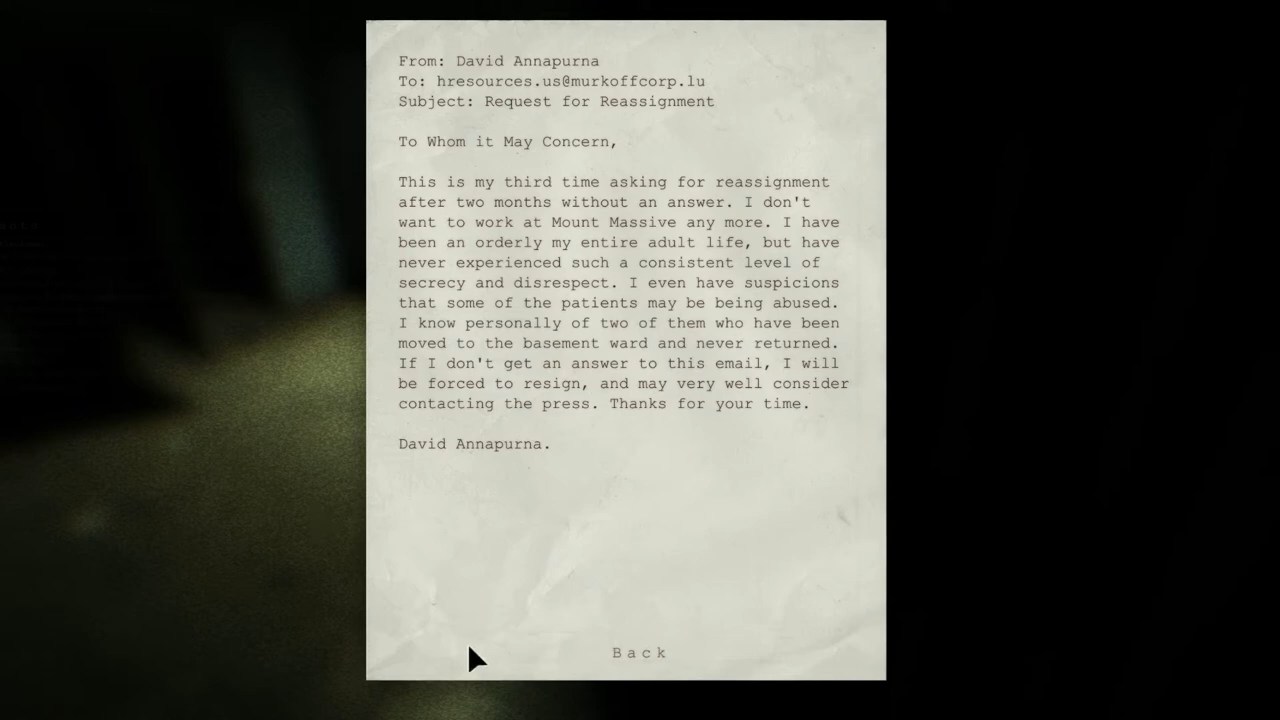 From: David Annapurna
To: hresources.us@murkoffcorp.lu
Subject: Request for Reassignment
To Whom it May Concern,
This is my third time asking for reassignment
after two months without an answer. I don't
want to work at Mount Massive any more. I have
been an orderly my entire adult life, but have
never experienced such a consistent level of
secrecy and disrespect. I even have suspicions
that some of the patients may be being abused.
I know personally of two of them who have been
moved to the basement ward and never returned.
If I don't get an answer to this email, I will
be forced to resign, and may very well consider
contacting the press. Thanks for your time.
David Annapurna.
Back